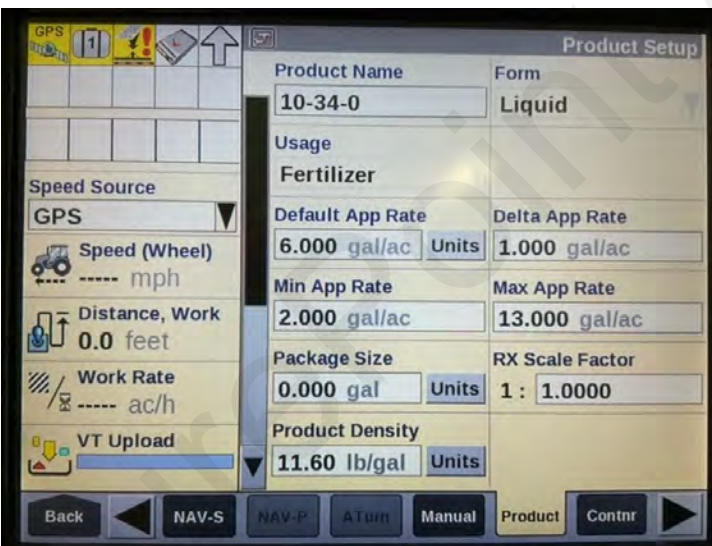 GPS
1
Product Setup
Product Name
Form
10-34-0
Liquid
Usage
Fertilizer
Speed Source
GPS
Default App Rate
Delta App Rate
6.000 gal/ac Units
1.000 gal/ac
Speed (Wheel)
----- mph
Min App Rate
Max App Rate
2.000 gal/ac
13.000 gal/ac
Distance, Work
0.0 feet
Package Size
RX Scale Factor
0.000 gal Units
1 : 1.0000
Work Rate
----- ac/h
Product Density
11.60 lb/gal Units
VT Upload
Back
NAV-S
NAV-P
ATurn
Manual
Product
Contnr